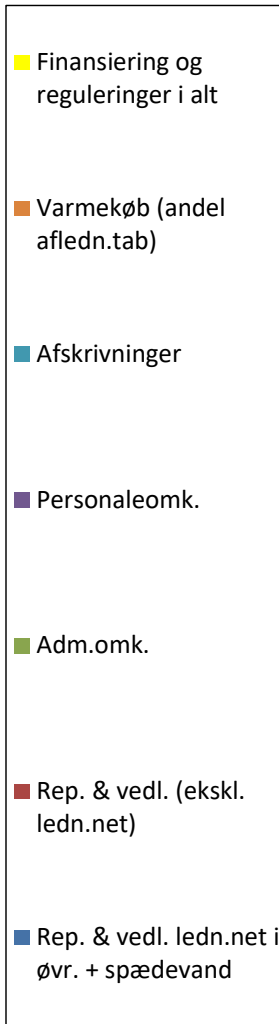 Finansiering og
reguleringer i alt
Varmekøb (andel
afledn.tab)
Afskrivninger
Personaleomk.
Adm.omk.
Rep. & vedl. (ekskl.
ledn.net)
Rep. & vedl. ledn.net i
øvr. + spædevand